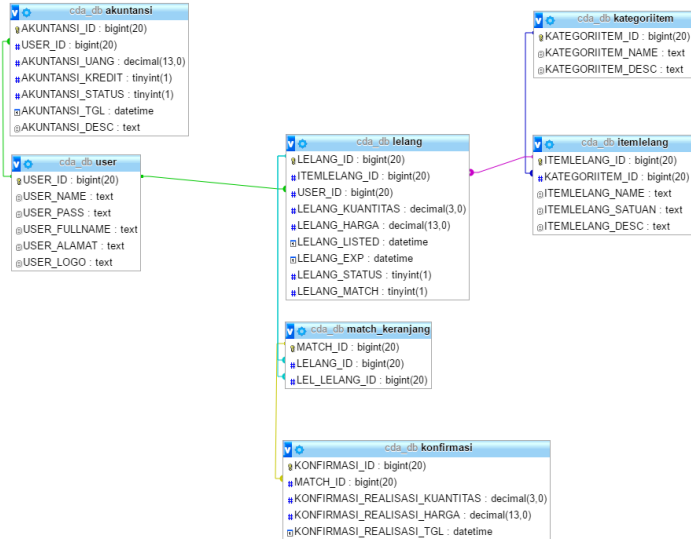 cda_db akuntansi
AKUNTANSI_ID : bigint(20)
USER_ID : bigint(20)
AKUNTANSI_UANG : decimal(13,0)
AKUNTANSI_KREDIT : tinyint(1)
AKUNTANSI_STATUS : tinyint(1)
AKUNTANSI_TGL : datetime
AKUNTANSI_DESC : text
cda_db user
USER_ID : bigint(20)
USER_NAME : text
USER_PASS : text
USER_FULLNAME : text
USER_ALAMAT : text
USER_LOGO : text
cda_db lelang
LELANG_ID : bigint(20)
ITEMLELANG_ID : bigint(20)
USER_ID : bigint(20)
LELANG_KUANTITAS : decimal(3,0)
LELANG_HARGA : decimal(13,0)
LELANG_LISTED : datetime
LELANG_EXP : datetime
LELANG_STATUS : tinyint(1)
LELANG_MATCH : tinyint(1)
cda_db match_keranjang
MATCH_ID : bigint(20)
LELANG_ID : bigint(20)
LEL_LELANG_ID : bigint(20)
cda_db konfirmasi
KONFIRMASI_ID : bigint(20)
MATCH_ID : bigint(20)
KONFIRMASI_REALISASI_KUANTITAS : decimal(3,0)
KONFIRMASI_REALISASI_HARGA : decimal(13,0)
KONFIRMASI_REALISASI_TGL : datetime
cda_db kategoriitem
KATEGORIITEM_ID : bigint(20)
KATEGORIITEM_NAME : text
KATEGORIITEM_DESC : text
cda_db itemlelang
ITEMLELANG_ID : bigint(20)
KATEGORIITEM_ID : bigint(20)
ITEMLELANG_NAME : text
ITEMLELANG_SATUAN : text
ITEMLELANG_DESC : text